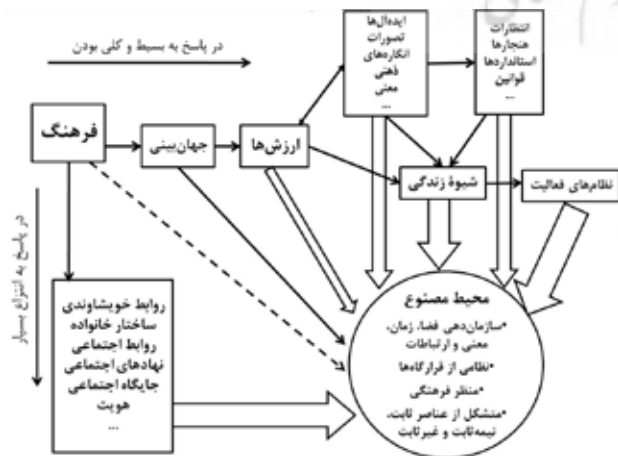 در پاسخ به بسیط و کلی بودن
ایده‌آل‌ها
تصورات
انگاره‌های
ذهنی
معنی
...
انتظارات
هنجارها
استانداردها
قوانین
...
فرهنگ
جهان‌بینی
ارزش‌ها
شیوهٔ زندگی
نظام‌های فعالیت
در پاسخ به انتزاع بسیار
روابط خویشاوندی
ساختار خانواده
روابط اجتماعی
نهادهای اجتماعی
جایگاه اجتماعی
هویت
...
محیط مصنوع
•سازمان‌دهی فضا، زمان،
معنی و ارتباطات
•نظامی از قرارگاه‌ها
•منظر فرهنگی
•متشکل از عناصر ثابت،
نیمه‌ثابت و غیرثابت